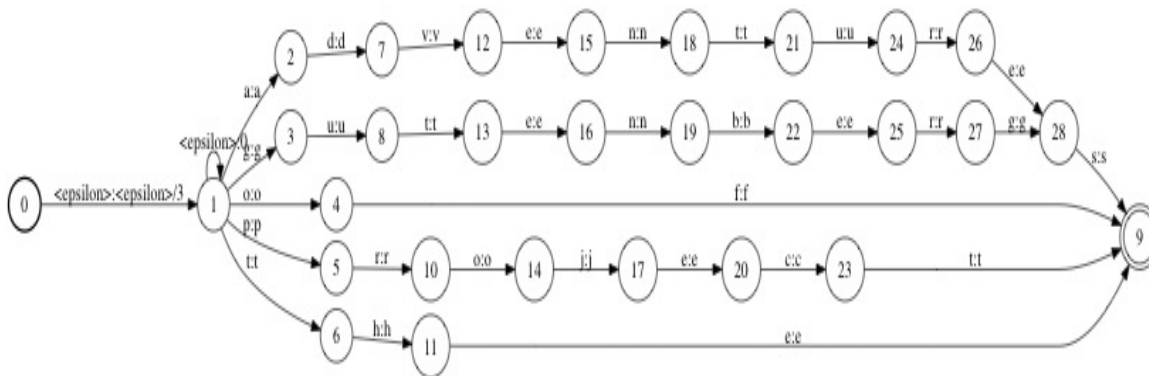 2 d:d 7 v:v 12 e:e 15 n:n 18 t:t 21 u:u 24 r:r 26
a:a
e:e
<epsilon>:0
g:g 3 u:u 8 t:t 13 e:e 16 n:n 19 b:b 22 e:e 25 r:r 27 g:g 28
s:s
0 <epsilon>:<epsilon>/3 1 o:o 4 f:f 9
p:p 5 r:r 10 o:o 14 j:j 17 e:e 20 c:c 23 t:t
t:t 6 h:h 11 e:e